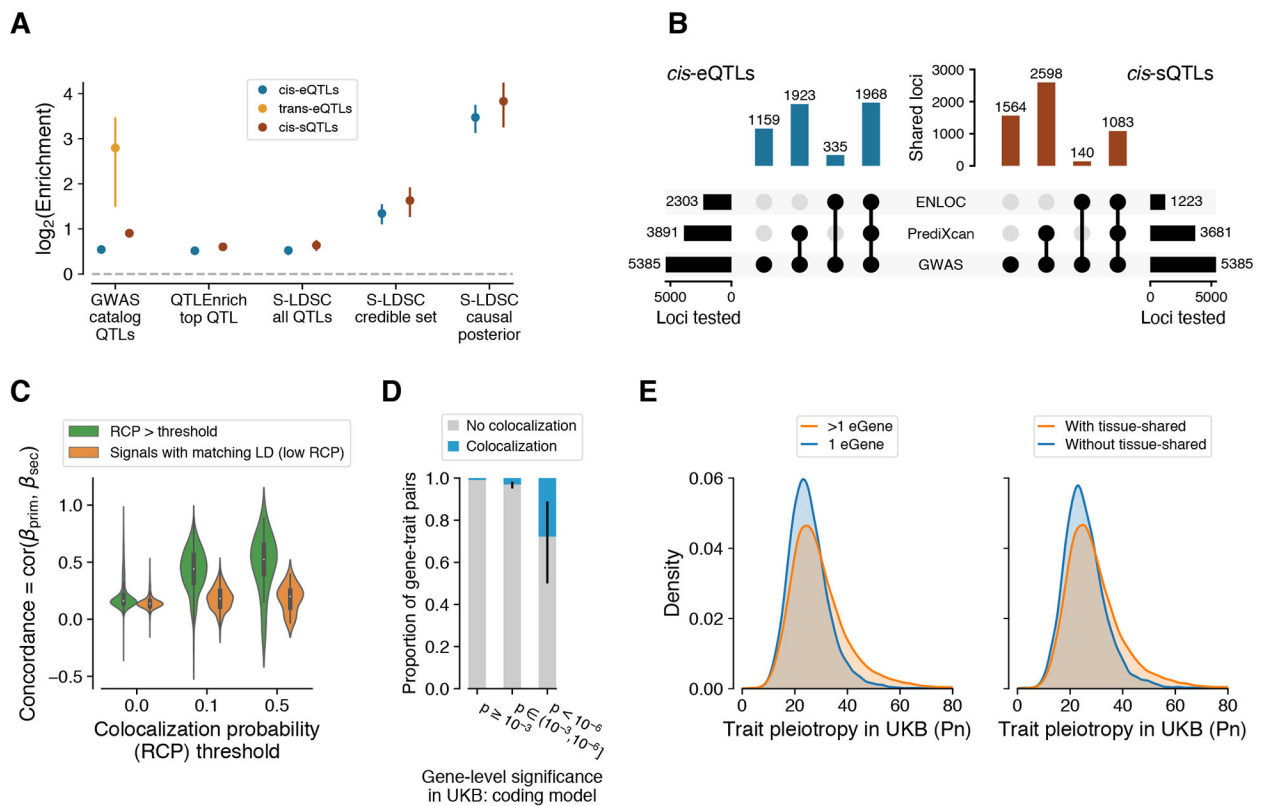 A
log2(Enrichment)
4
3
2
1
0
cis-eQTLs
trans-eQTLs
cis-sQTLs
GWAS
catalog
QTLs
QTLEnrich
top QTL
S-LDSC
all QTLs
S-LDSC
credible set
S-LDSC
causal
posterior
B
cis-eQTLs
cis-sQTLs
1159
1923
335
1968
Shared loci
3000
2000
1000
0
1564
2598
140
1083
2303
ENLOC
1223
3891
PrediXcan
3681
5385
GWAS
5385
5000
0
Loci tested
0
5000
Loci tested
C
RCP > threshold
Signals with matching LD (low RCP)
Concordance = cor(βprim, βsec)
1.0
0.5
0.0
−0.5
0.0
0.1
0.5
Colocalization probability
(RCP) threshold
D
No colocalization
Colocalization
Proportion of gene-trait pairs
1.0
0.8
0.6
0.4
0.2
0.0
p ≥ 10⁻³
p ∈ (10⁻³,10⁻⁶]
p < 10⁻⁶
Gene-level significance
in UKB: coding model
E
>1 eGene
1 eGene
With tissue-shared
Without tissue-shared
Density
0.06
0.04
0.02
0.00
0
20
40
60
80
Trait pleiotropy in UKB (Pn)
0
20
40
60
80
Trait pleiotropy in UKB (Pn)